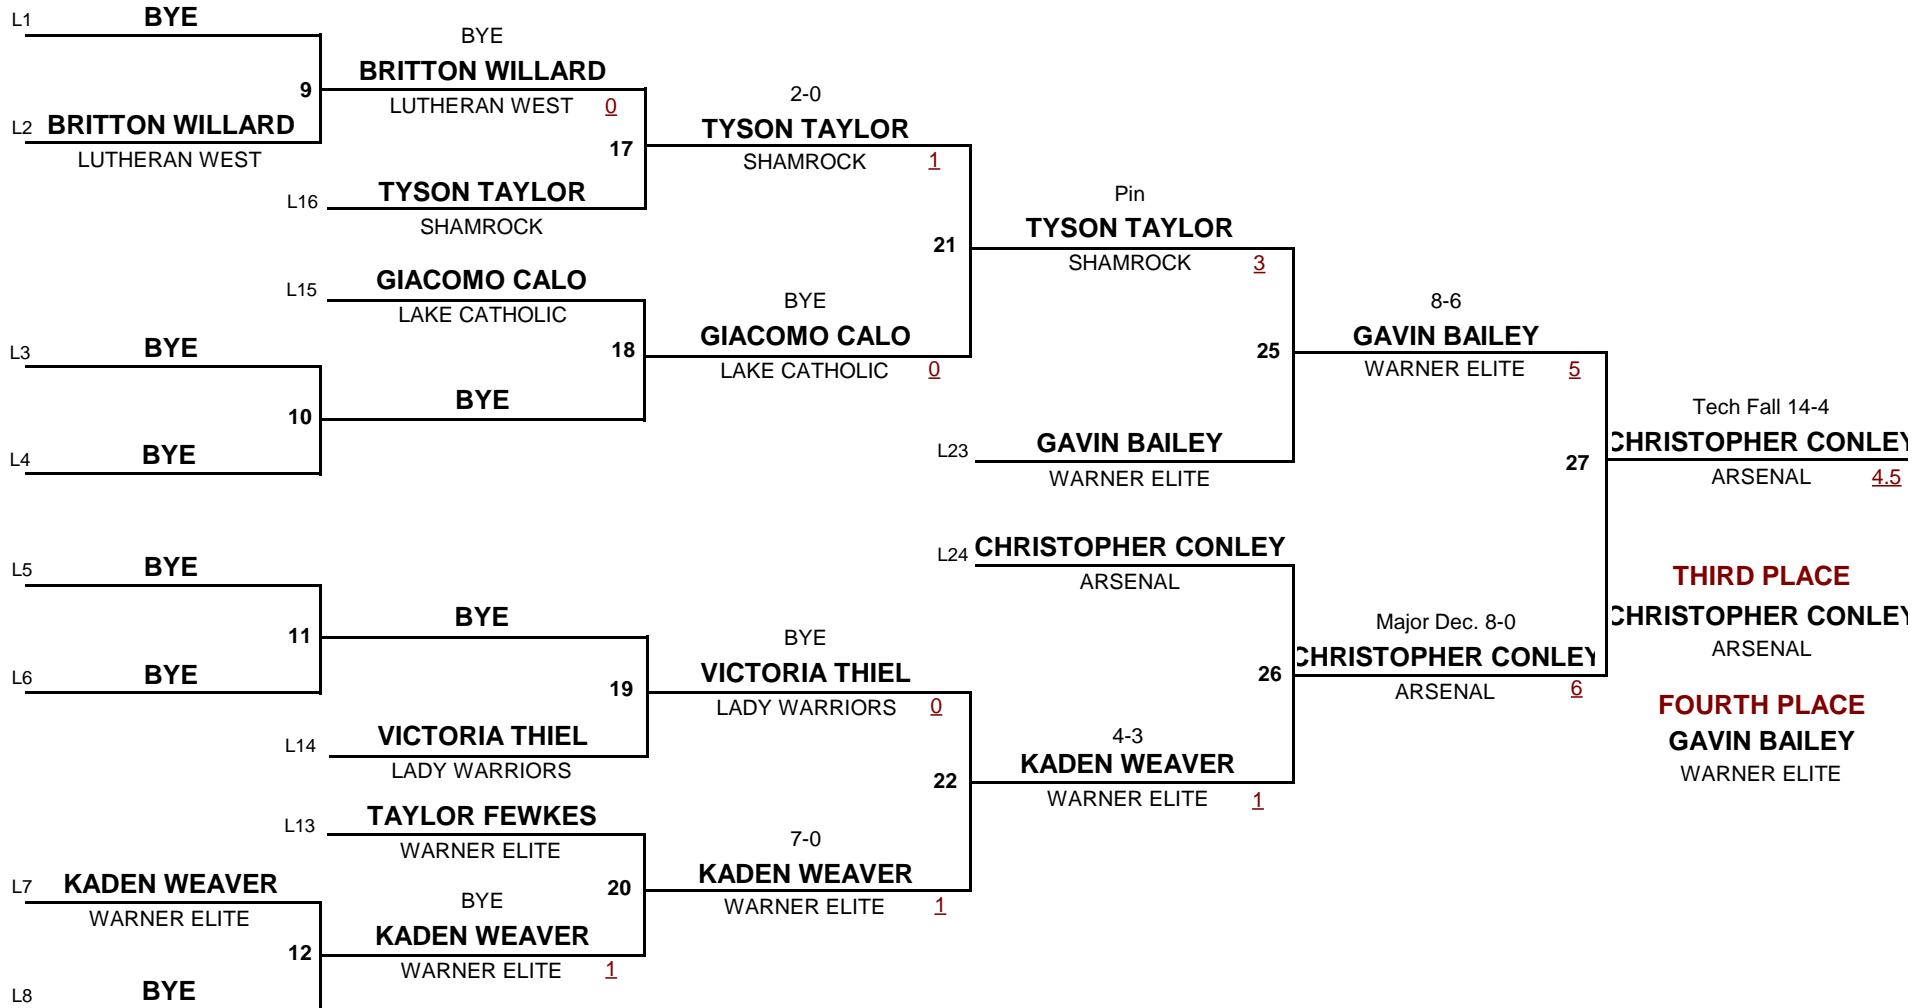 L1 BYE
9
L2 BRITTON WILLARD
LUTHERAN WEST
BYE
BRITTON WILLARD
LUTHERAN WEST 0
17
L16 TYSON TAYLOR
SHAMROCK
2-0
TYSON TAYLOR
SHAMROCK 1
L15 GIACOMO CALO
LAKE CATHOLIC
18
L3 BYE
10
L4 BYE
BYE
BYE
GIACOMO CALO
LAKE CATHOLIC 0
21
Pin
TYSON TAYLOR
SHAMROCK 3
25
L23 GAVIN BAILEY
WARNER ELITE
8-6
GAVIN BAILEY
WARNER ELITE 5
27
Tech Fall 14-4
CHRISTOPHER CONLEY
ARSENAL 4.5
L5 BYE
11
L6 BYE
BYE
19
L14 VICTORIA THIEL
LADY WARRIORS
BYE
VICTORIA THIEL
LADY WARRIORS 0
22
L13 TAYLOR FEWKES
WARNER ELITE
20
L7 KADEN WEAVER
WARNER ELITE
12
L8 BYE
BYE
KADEN WEAVER
WARNER ELITE 1
7-0
KADEN WEAVER
WARNER ELITE 1
L24 CHRISTOPHER CONLEY
ARSENAL
26
4-3
KADEN WEAVER
WARNER ELITE 1
Major Dec. 8-0
CHRISTOPHER CONLEY
ARSENAL 6
THIRD PLACE
CHRISTOPHER CONLEY
ARSENAL
FOURTH PLACE
GAVIN BAILEY
WARNER ELITE